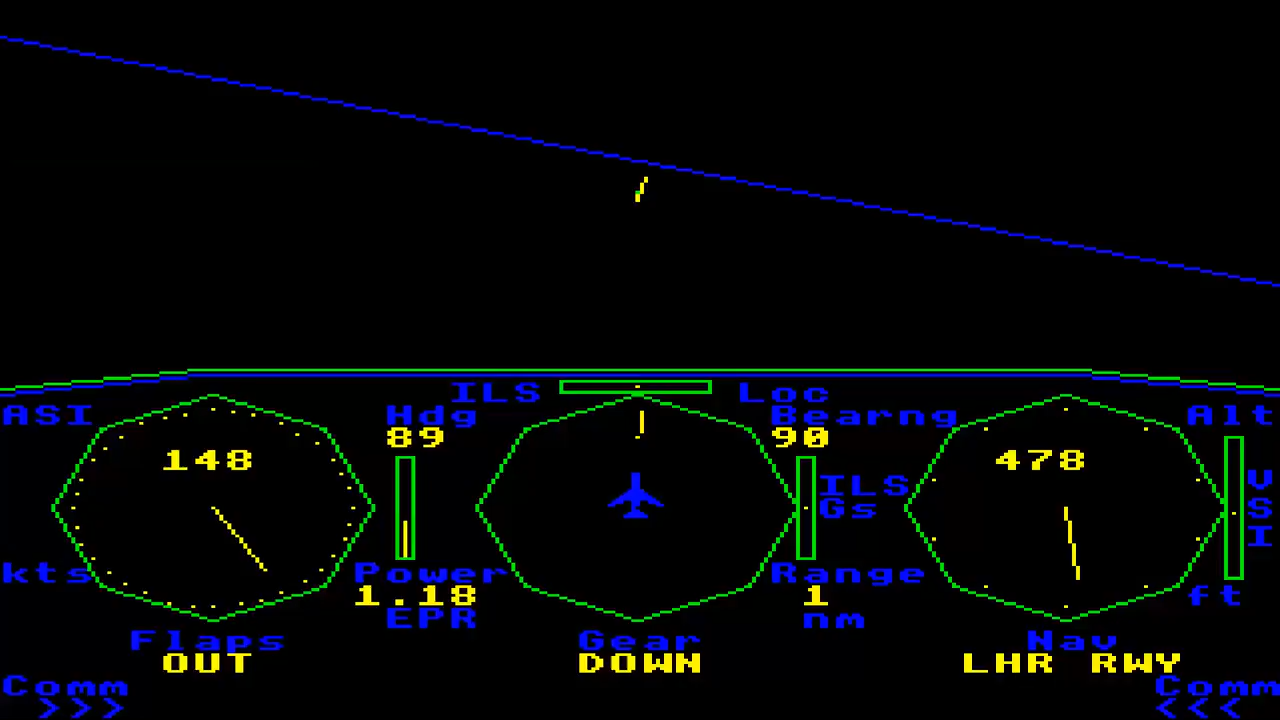 ILS Loc
ASI Hdg Bearng Alt
89 90
148 478
ILS
Gs
VSI
kts Power Range ft
1.18 1
EPR nm
Flaps Gear Nav
OUT DOWN LHR RWY
Comm Comm
>>> <<<